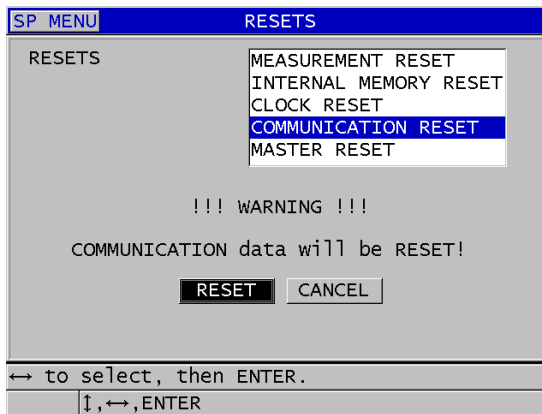 SP MENU RESETS
RESETS
MEASUREMENT RESET
INTERNAL MEMORY RESET
CLOCK RESET
COMMUNICATION RESET
MASTER RESET
!!! WARNING !!!
COMMUNICATION data will be RESET!
RESET CANCEL
↔ to select, then ENTER.
↕,↔,ENTER